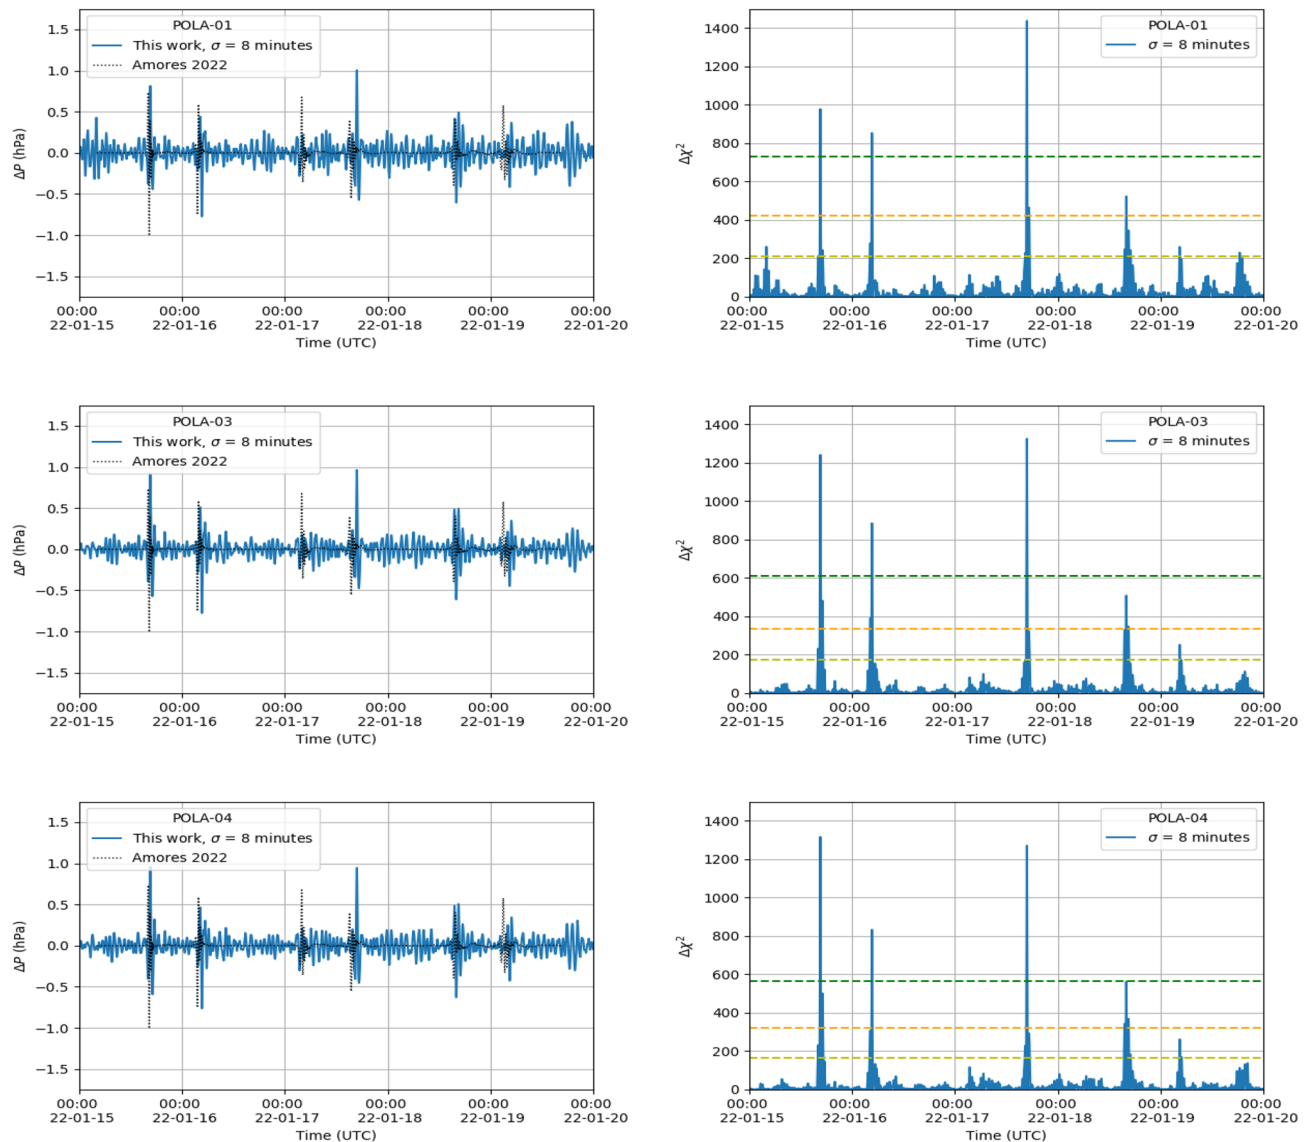 POLA-01
This work, σ = 8 minutes
Amores 2022
1.5
1.0
0.5
0.0
−0.5
−1.0
−1.5
ΔP (hPa)
00:00 00:00 00:00 00:00 00:00 00:00
22-01-15 22-01-16 22-01-17 22-01-18 22-01-19 22-01-20
Time (UTC)
POLA-01
σ = 8 minutes
1400
1200
1000
800
600
400
200
0
Δχ²
00:00 00:00 00:00 00:00 00:00 00:00
22-01-15 22-01-16 22-01-17 22-01-18 22-01-19 22-01-20
Time (UTC)
POLA-03
This work, σ = 8 minutes
Amores 2022
1.5
1.0
0.5
0.0
−0.5
−1.0
−1.5
ΔP (hPa)
00:00 00:00 00:00 00:00 00:00 00:00
22-01-15 22-01-16 22-01-17 22-01-18 22-01-19 22-01-20
Time (UTC)
POLA-03
σ = 8 minutes
1400
1200
1000
800
600
400
200
0
Δχ²
00:00 00:00 00:00 00:00 00:00 00:00
22-01-15 22-01-16 22-01-17 22-01-18 22-01-19 22-01-20
Time (UTC)
POLA-04
This work, σ = 8 minutes
Amores 2022
1.5
1.0
0.5
0.0
−0.5
−1.0
−1.5
ΔP (hPa)
00:00 00:00 00:00 00:00 00:00 00:00
22-01-15 22-01-16 22-01-17 22-01-18 22-01-19 22-01-20
Time (UTC)
POLA-04
σ = 8 minutes
1400
1200
1000
800
600
400
200
0
Δχ²
00:00 00:00 00:00 00:00 00:00 00:00
22-01-15 22-01-16 22-01-17 22-01-18 22-01-19 22-01-20
Time (UTC)